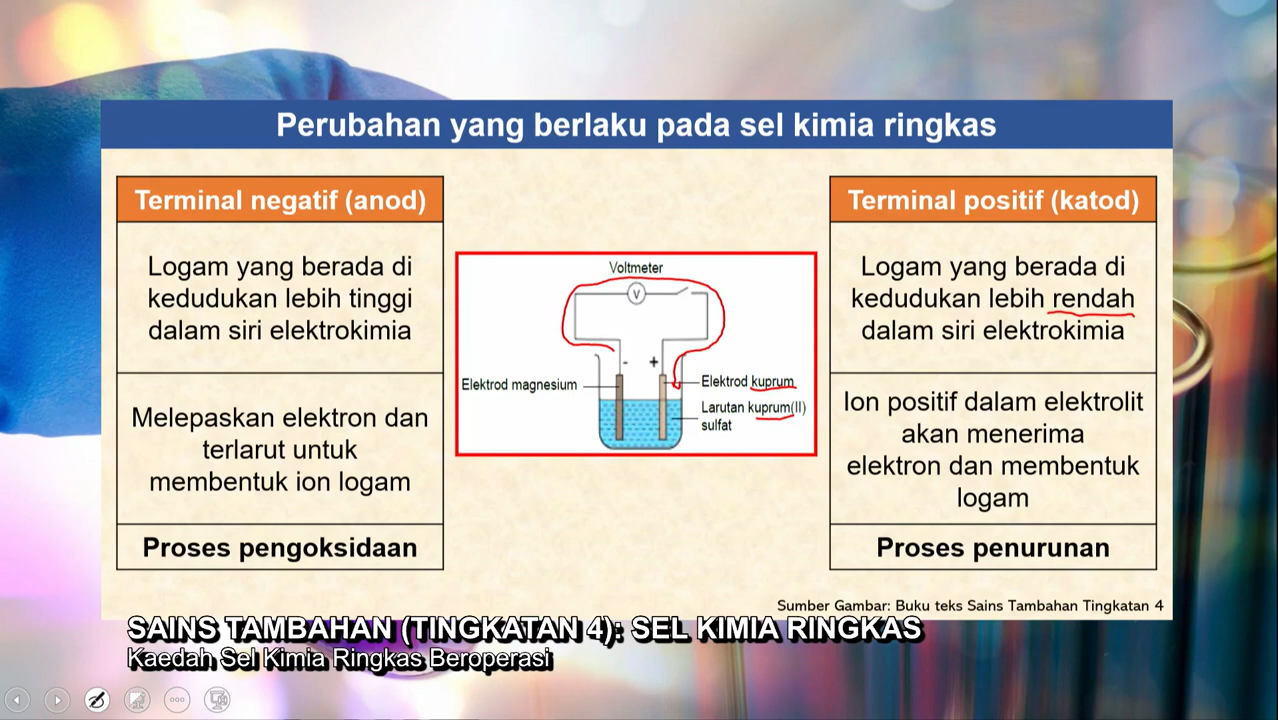 Perubahan yang berlaku pada sel kimia ringkas
Terminal negatif (anod)
Logam yang berada di
kedudukan lebih tinggi
dalam siri elektrokimia
Melepaskan elektron dan
terlarut untuk
membentuk ion logam
Proses pengoksidaan
Voltmeter
V
-
+
Elektrod magnesium
Elektrod kuprum
Larutan kuprum(II)
sulfat
Terminal positif (katod)
Logam yang berada di
kedudukan lebih rendah
dalam siri elektrokimia
Ion positif dalam elektrolit
akan menerima
elektron dan membentuk
logam
Proses penurunan
Sumber Gambar: Buku teks Sains Tambahan Tingkatan 4
SAINS TAMBAHAN (TINGKATAN 4): SEL KIMIA RINGKAS
Kaedah Sel Kimia Ringkas Beroperasi